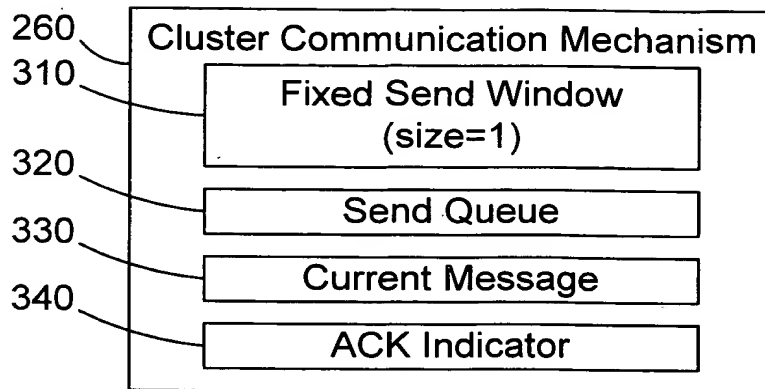 260
Cluster Communication Mechanism
310
Fixed Send Window
(size=1)
320
Send Queue
330
Current Message
340
ACK Indicator